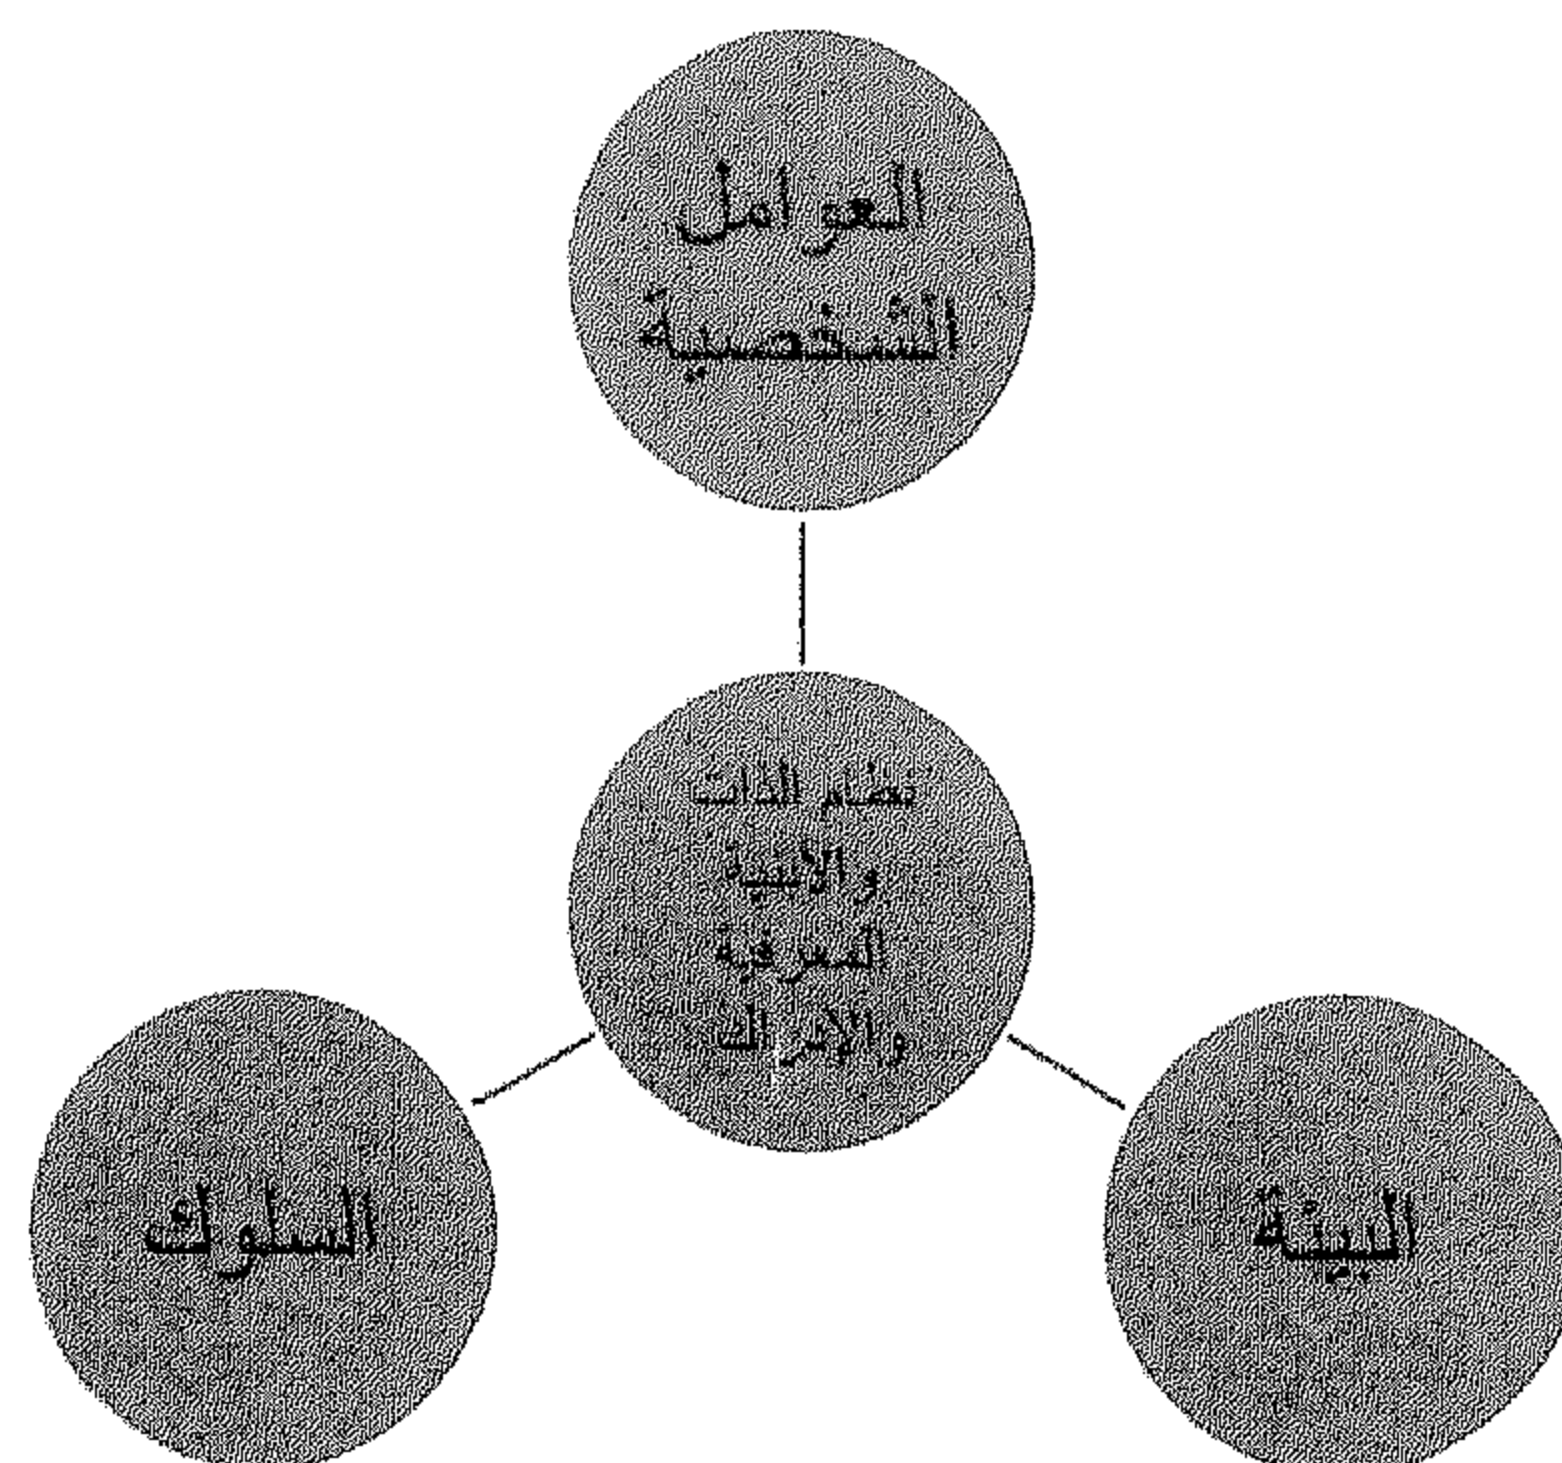 العوامل
الشخصية
نظام الذات
والأبنية
المعرفية
والإدراك
البيئة
السلوك